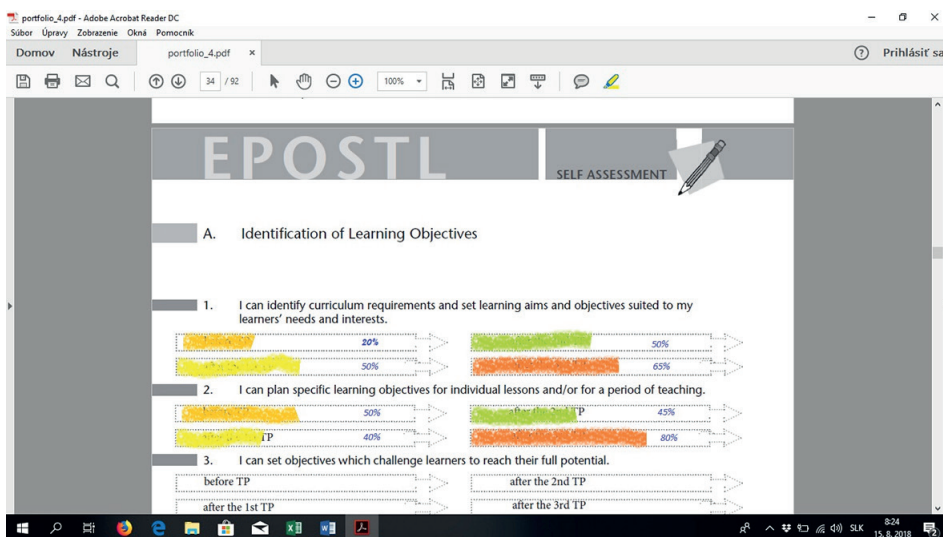 portfolio_4.pdf - Adobe Acrobat Reader DC
Súbor Úpravy Zobrazenie Okná Pomocník
Domov Nástroje portfolio_4.pdf × ? Prihlásiť sa
34 / 92 100%
EPOSTL
SELF ASSESSMENT
A. Identification of Learning Objectives
1. I can identify curriculum requirements and set learning aims and objectives suited to my
learners' needs and interests.
20% 50%
50% 65%
2. I can plan specific learning objectives for individual lessons and/or for a period of teaching.
50% TP 45%
TP 40% 80%
3. I can set objectives which challenge learners to reach their full potential.
before TP after the 2nd TP
after the 1st TP after the 3rd TP
SLK 8:24
15. 8. 2018 2